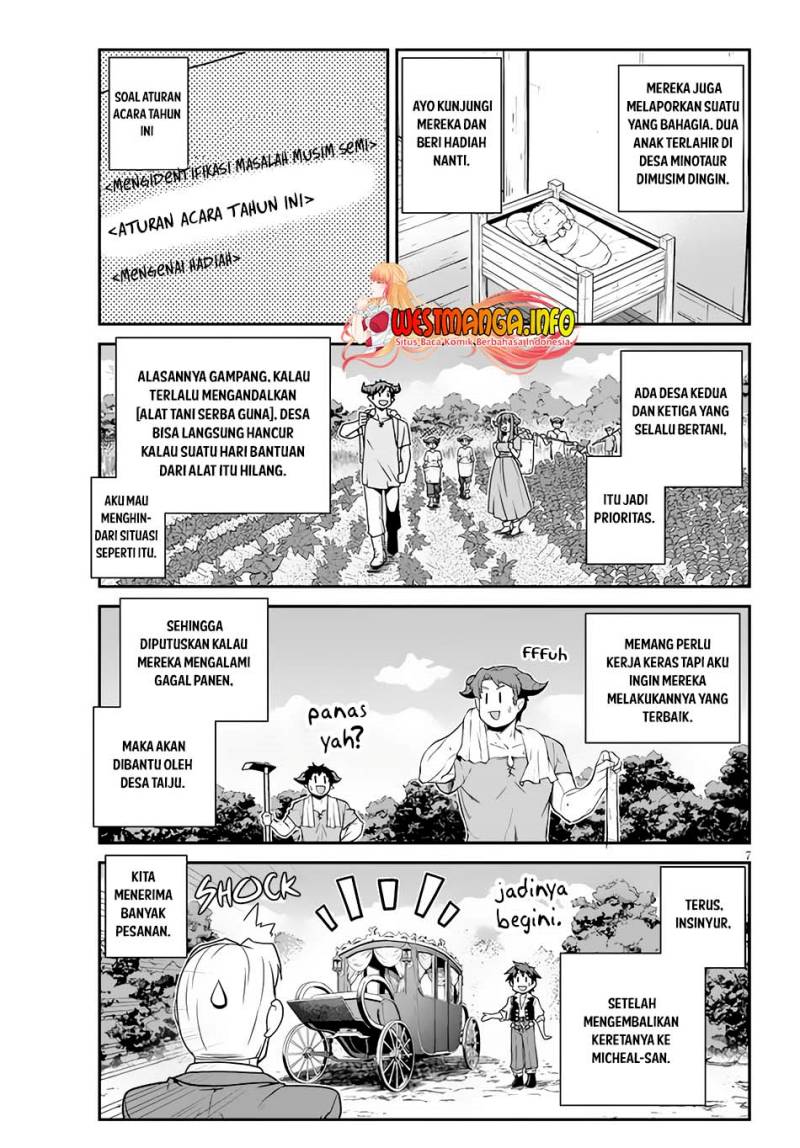 MEREKA JUGA
MELAPORKAN SUATU
YANG BAHAGIA. DUA
ANAK TERLAHIR DI
DESA MINOTAUR
DIMUSIM DINGIN.
AYO KUNJUNGI
MEREKA DAN
BERI HADIAH
NANTI.
SOAL ATURAN
ACARA TAHUN
INI
<MENGIDENTIFIKASI MASALAH MUSIM SEMI>
<ATURAN ACARA TAHUN INI>
<MENGENAI HADIAH>
WESTMANGA.INFO
Situs Baca Komik Berbahasa Indonesia
ADA DESA KEDUA
DAN KETIGA YANG
SELALU BERTANI.
ITU JADI
PRIORITAS.
ALASANNYA GAMPANG, KALAU
TERLALU MENGANDALKAN
[ALAT TANI SERBA GUNA], DESA
BISA LANGSUNG HANCUR
KALAU SUATU HARI BANTUAN
DARI ALAT ITU HILANG.
AKU MAU
MENGHIN-
DARI SITUASI
SEPERTI ITU.
MEMANG PERLU
KERJA KERAS TAPI AKU
INGIN MEREKA
MELAKUKANNYA YANG
TERBAIK.
FFFuh
panas
yah?
SEHINGGA
DIPUTUSKAN KALAU
MEREKA MENGALAMI
GAGAL PANEN,
MAKA AKAN
DIBANTU OLEH
DESA TAIJU.
7
TERUS,
INSINYUR.
SETELAH
MENGEMBALIKAN
KERETANYA KE
MICHEAL-SAN.
jadinya
begini.
SHOCK
KITA
MENERIMA
BANYAK
PESANAN.